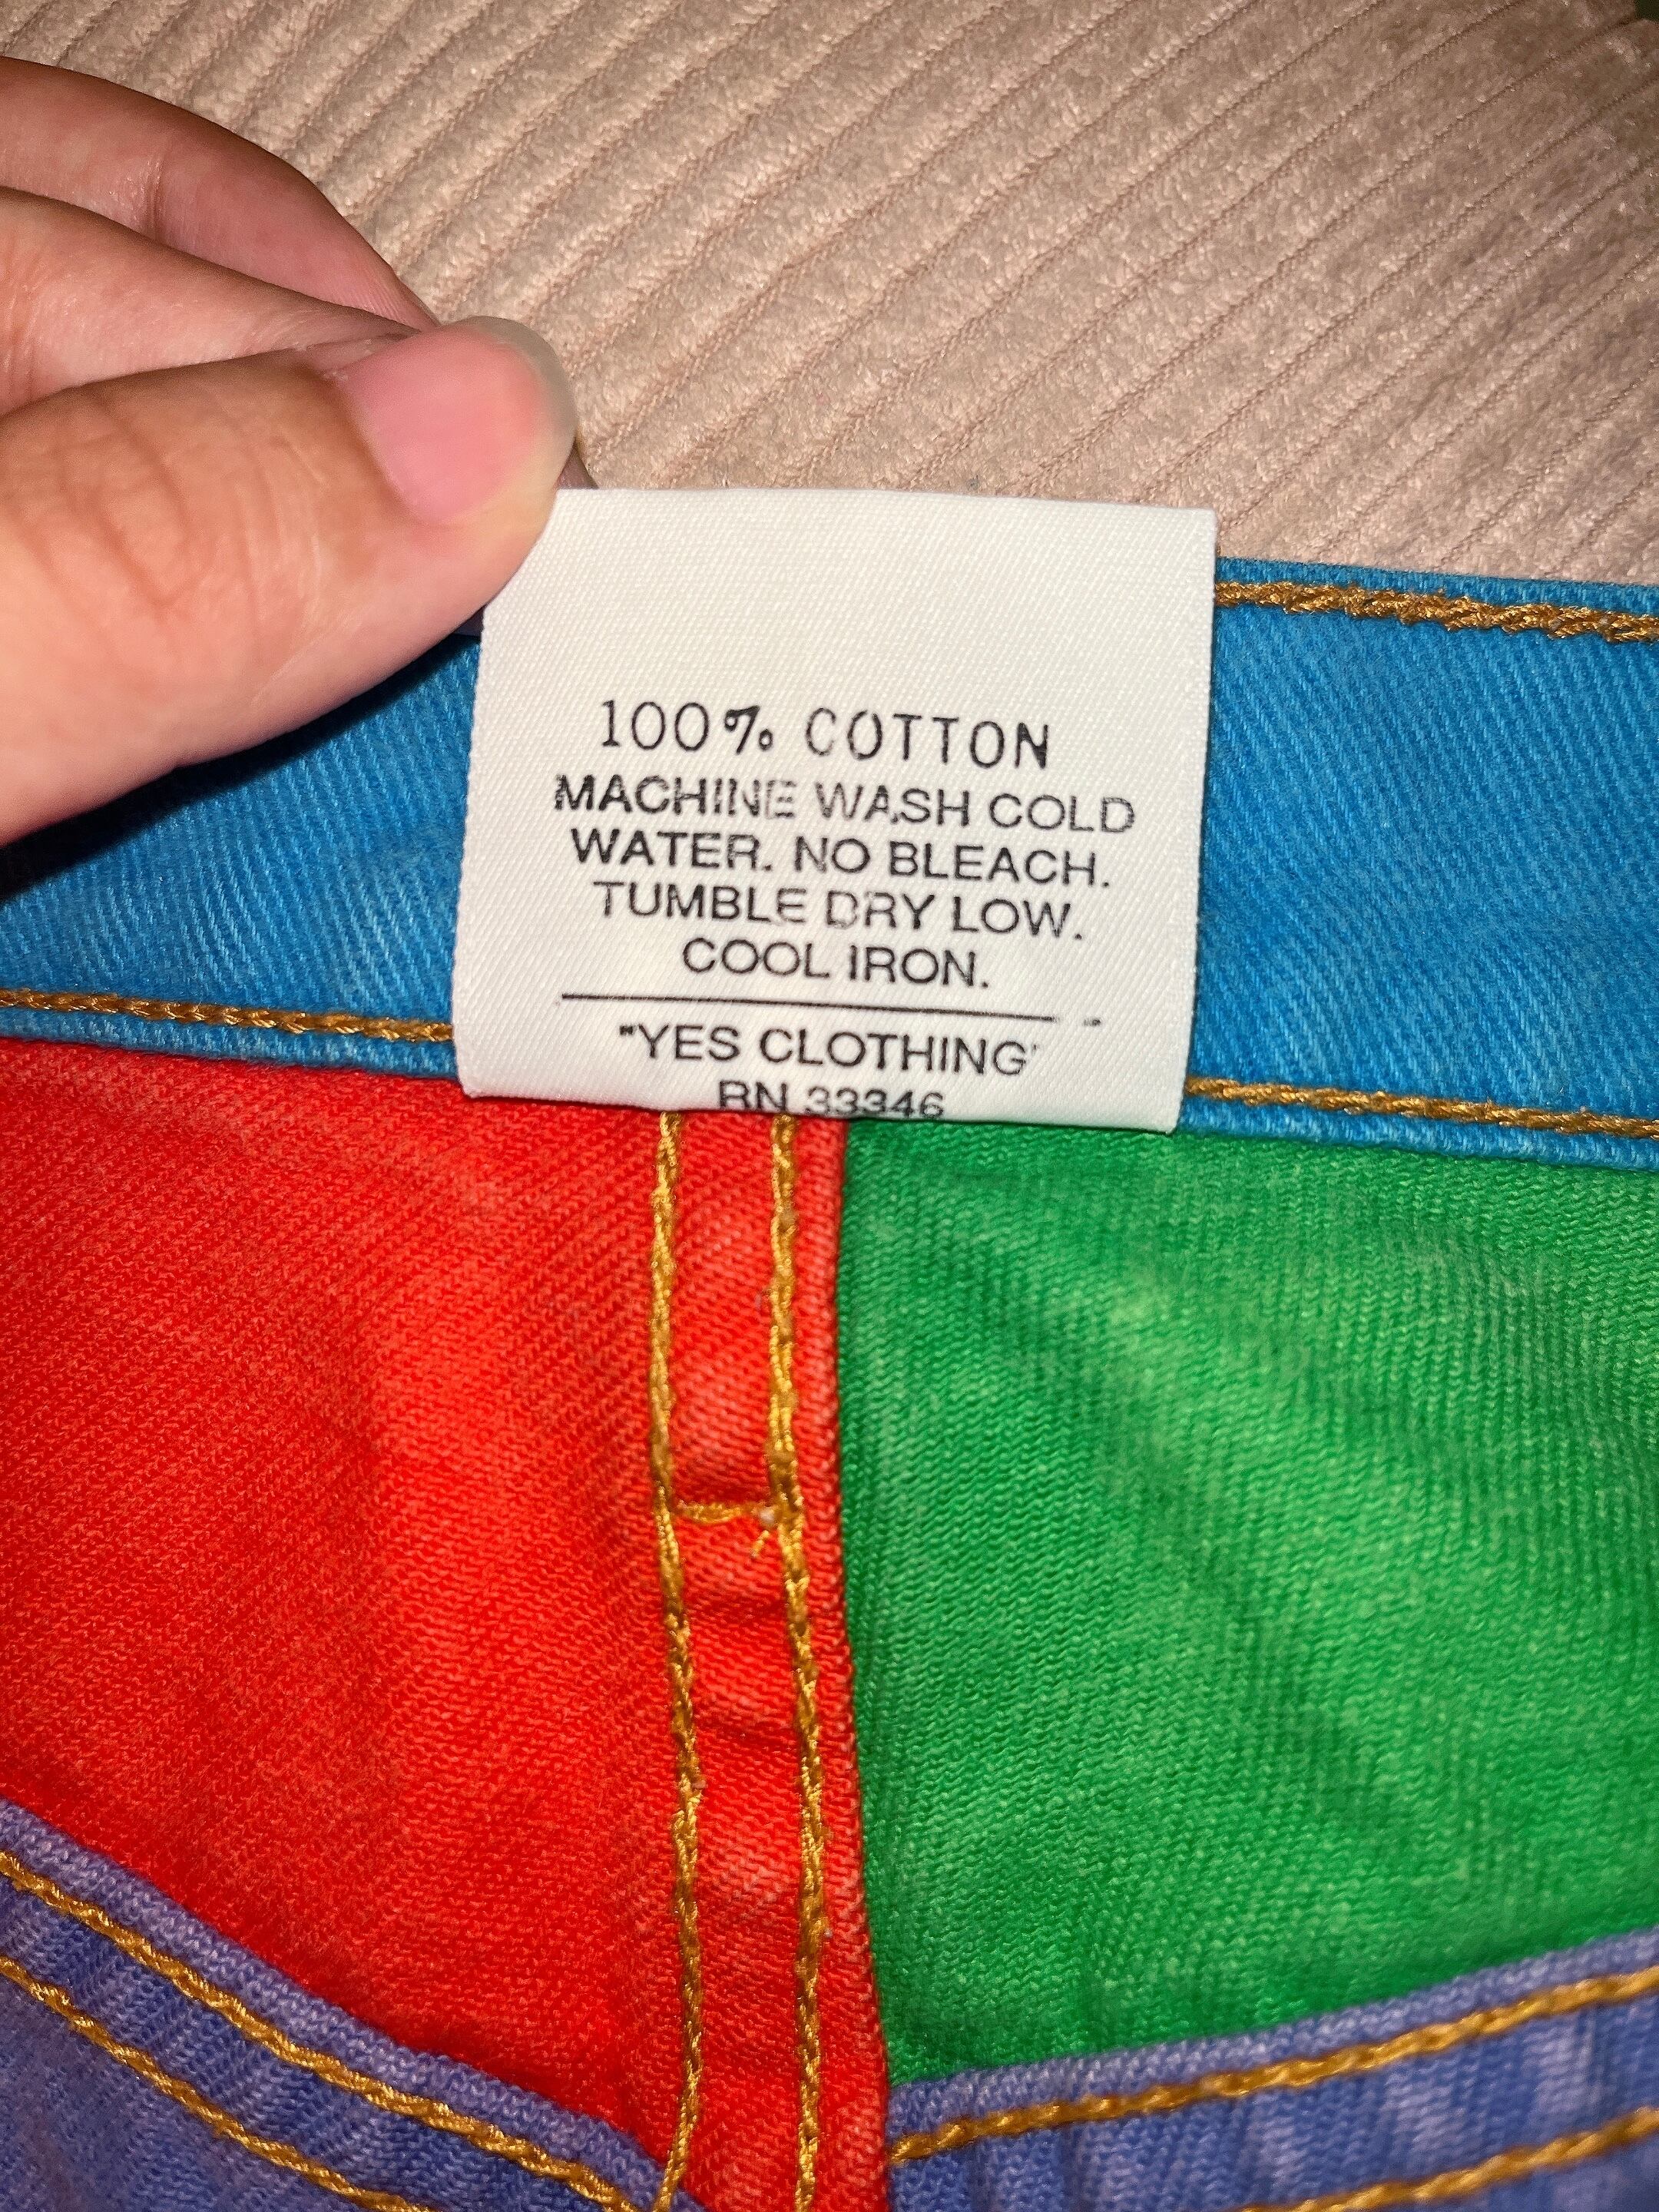 100% COTTON
MACHINE WASH COLD
WATER. NO BLEACH.
TUMBLE DRY LOW.
COOL IRON.
"YES CLOTHING"
RN 33346